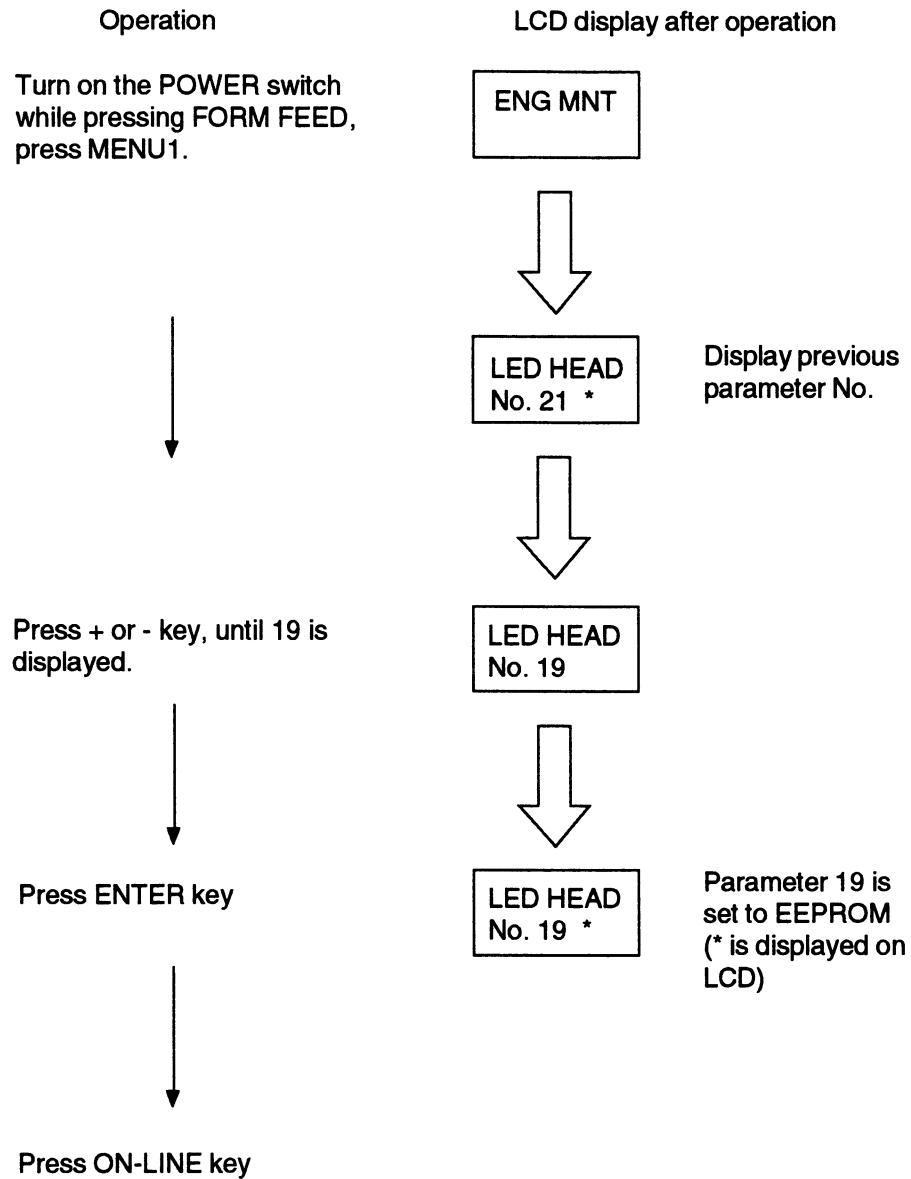 Operation
LCD display after operation
Turn on the POWER switch
while pressing FORM FEED,
press MENU1.
ENG MNT
LED HEAD
No. 21 *
Display previous
parameter No.
Press + or - key, until 19 is
displayed.
LED HEAD
No. 19
Press ENTER key
LED HEAD
No. 19 *
Parameter 19 is
set to EEPROM
(* is displayed on
LCD)
Press ON-LINE key